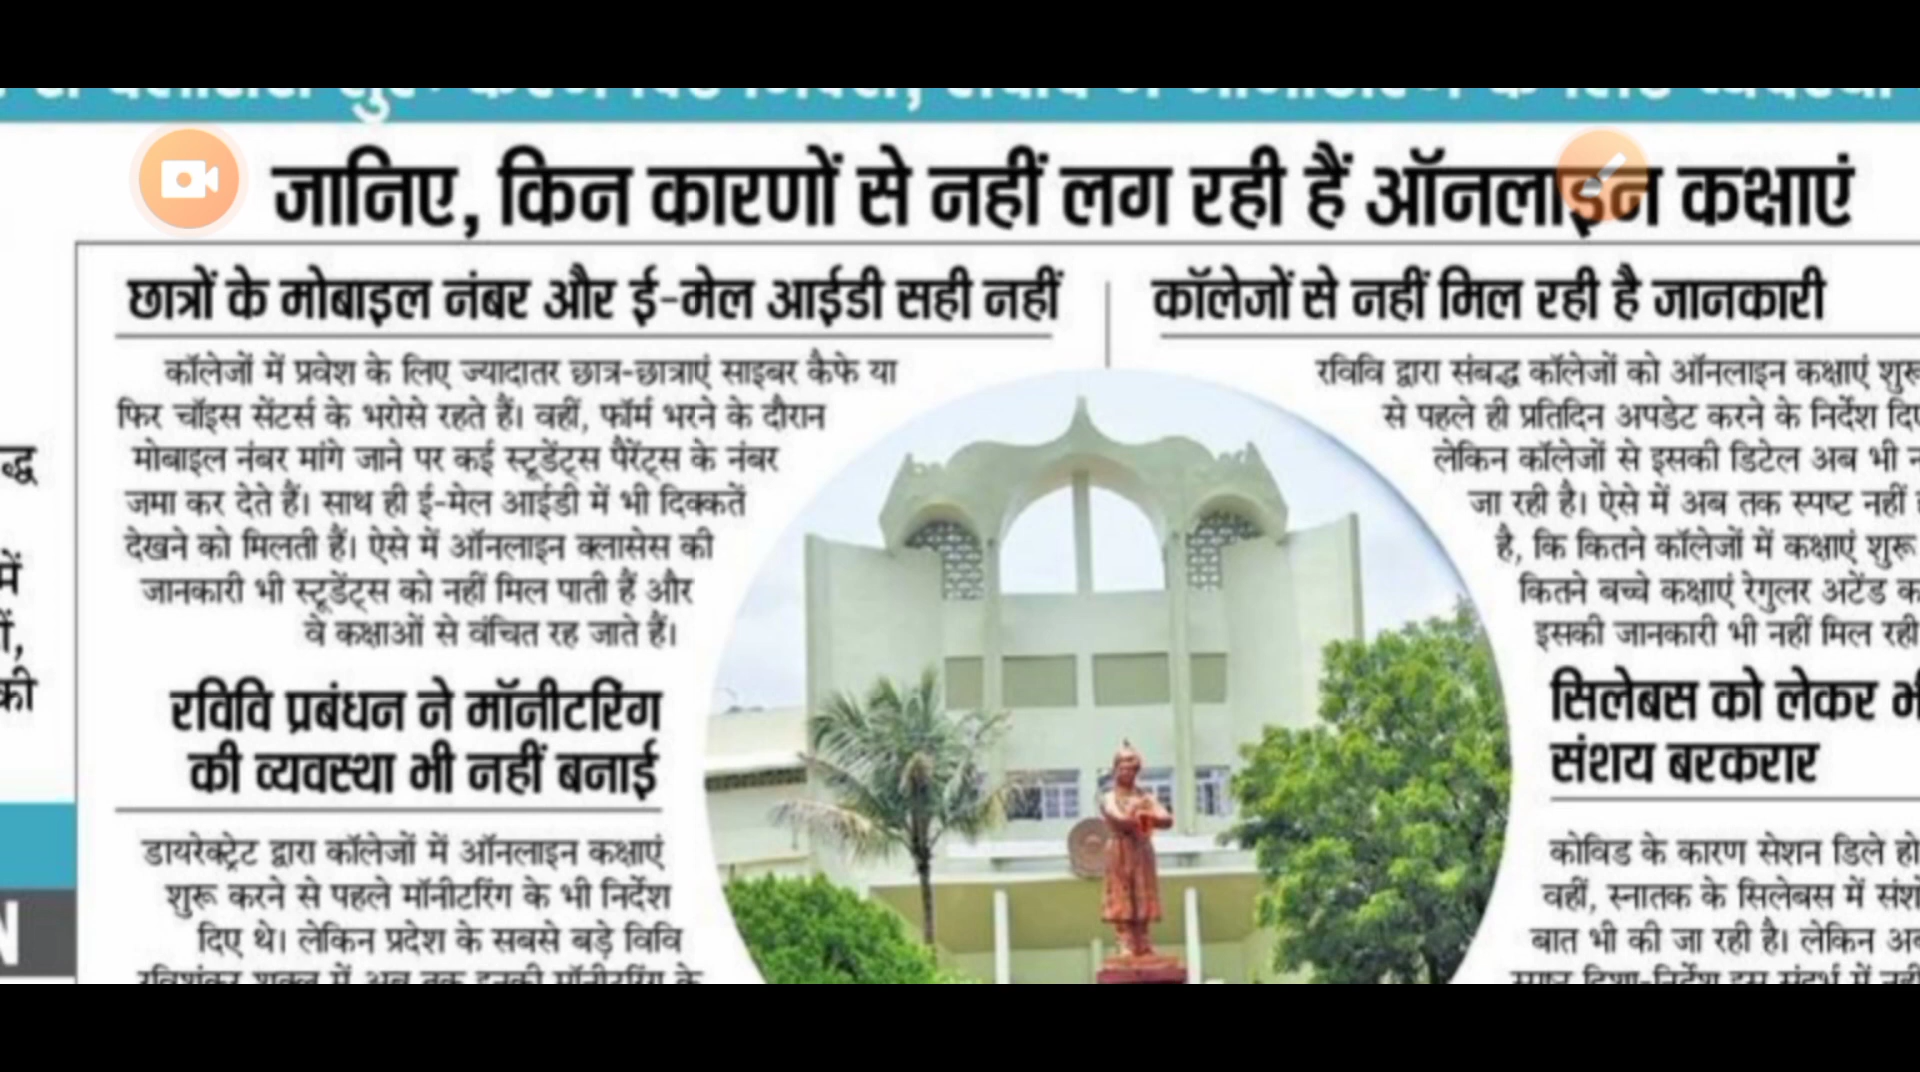 जानिए, किन कारणों से नहीं लग रही हैं ऑनलाइन कक्षाएं
छात्रों के मोबाइल नंबर और ई-मेल आईडी सही नहीं
कॉलेजों में प्रवेश के लिए ज्यादातर छात्र-छात्राएं साइबर कैफे या
फिर चॉइस सेंटर्स के भरोसे रहते हैं। वहीं, फॉर्म भरने के दौरान
मोबाइल नंबर मांगे जाने पर कई स्टूडेंट्स पैरेंट्स के नंबर
जमा कर देते हैं। साथ ही ई-मेल आईडी में भी दिक्कतें
देखने को मिलती हैं। ऐसे में ऑनलाइन क्लासेस की
जानकारी भी स्टूडेंट्स को नहीं मिल पाती हैं और
वे कक्षाओं से वंचित रह जाते हैं।
रविवि प्रबंधन ने मॉनीटरिंग
की व्यवस्था भी नहीं बनाई
डायरेक्ट्रेट द्वारा कॉलेजों में ऑनलाइन कक्षाएं
शुरू करने से पहले मॉनीटरिंग के भी निर्देश
दिए थे। लेकिन प्रदेश के सबसे बड़े विवि
कॉलेजों से नहीं मिल रही है जानकारी
रविवि द्वारा संबद्ध कॉलेजों को ऑनलाइन कक्षाएं शुरू
से पहले ही प्रतिदिन अपडेट करने के निर्देश
लेकिन कॉलेजों से इसकी डिटेल अब भी
जा रही है। ऐसे में अब तक स्पष्ट नहीं
है, कि कितने कॉलेजों में कक्षाएं शुरू
कितने बच्चे कक्षाएं रेगुलर अटेंड
इसकी जानकारी भी नहीं मिल रही
सिलेबस को लेकर भी
संशय बरकरार
कोविड के कारण सेशन डिले हो
वहीं, स्नातक के सिलेबस में
बात भी की जा रही है। लेकिन
में
की
N